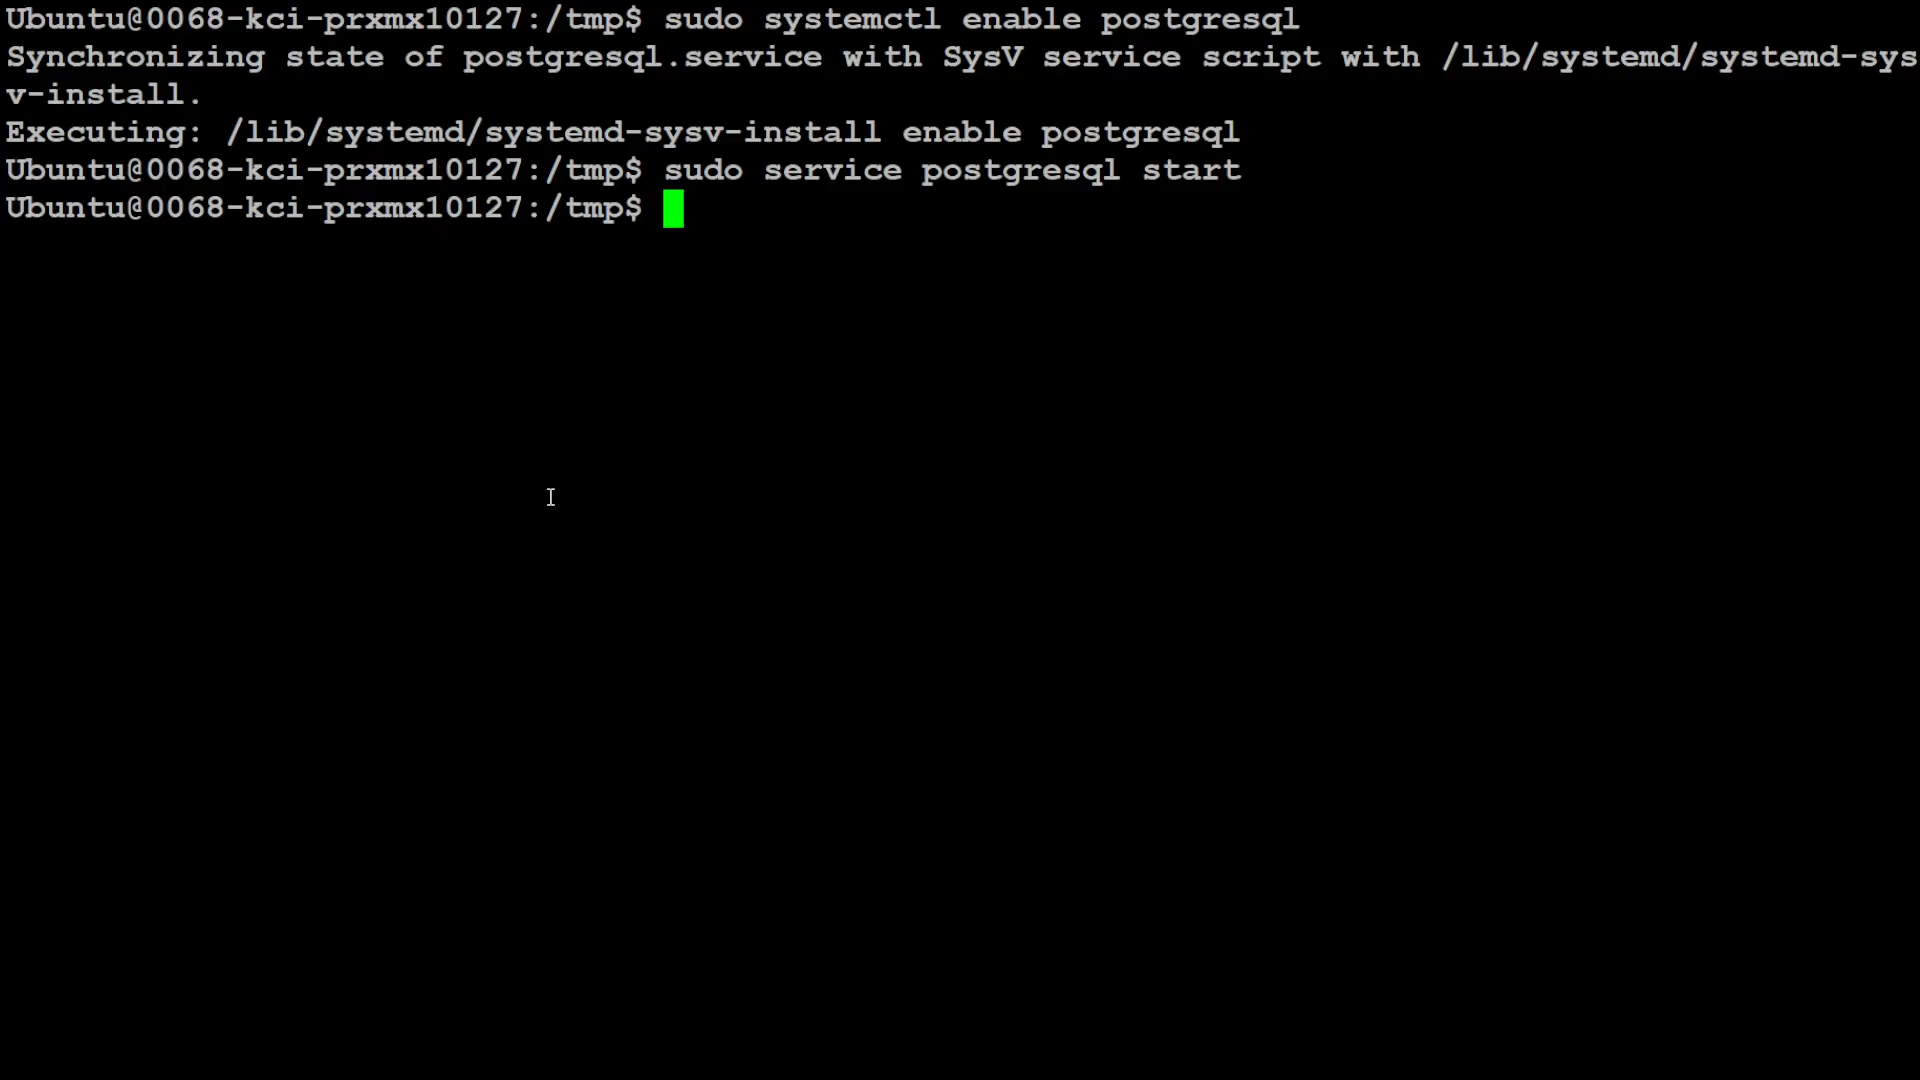 Ubuntu@0068-kci-prxmx10127:/tmp$ sudo systemctl enable postgresql
Synchronizing state of postgresql.service with SysV service script with /lib/systemd/systemd-sys
v-install.
Executing: /lib/systemd/systemd-sysv-install enable postgresql
Ubuntu@0068-kci-prxmx10127:/tmp$ sudo service postgresql start
Ubuntu@0068-kci-prxmx10127:/tmp$